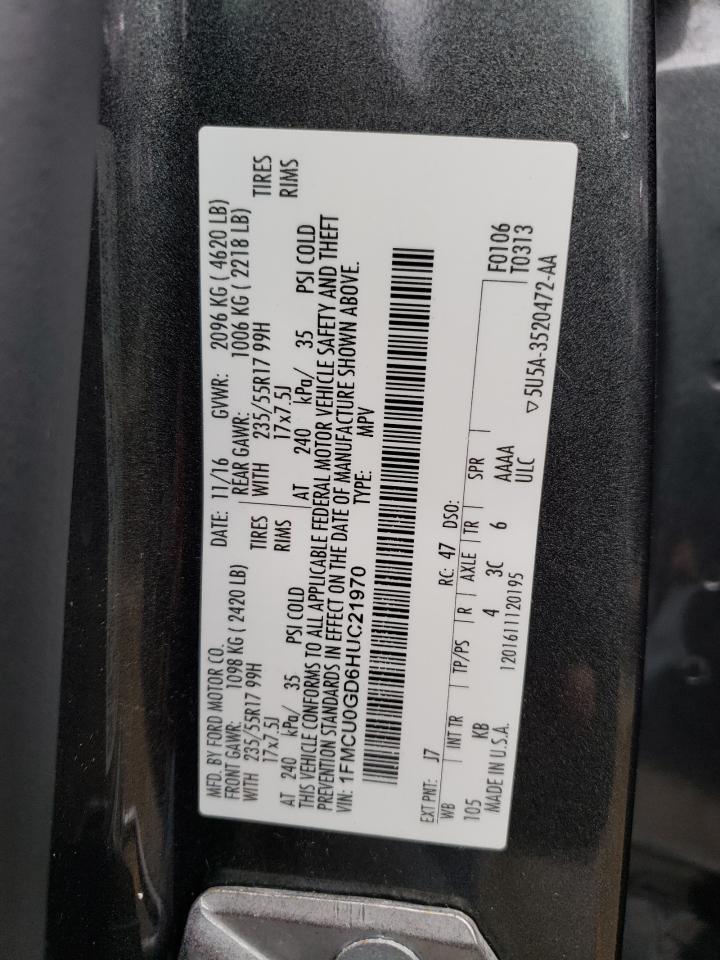 MFD. BY FORD MOTOR CO. DATE: 11/16 GVWR: 2096 KG ( 4620 LB)
FRONT GAWR: 1098 KG ( 2420 LB) REAR GAWR: 1006 KG ( 2218 LB)
WITH 235/55R17 99H TIRES WITH 235/55R17 99H TIRES
17x7.5J RIMS 17x7.5J RIMS
AT 240 kPa/ 35 PSI COLD AT 240 kPa/ 35 PSI COLD
THIS VEHICLE CONFORMS TO ALL APPLICABLE FEDERAL MOTOR VEHICLE SAFETY AND THEFT
PREVENTION STANDARDS IN EFFECT ON THE DATE OF MANUFACTURE SHOWN ABOVE.
VIN: 1FMCU0GD6HUC21970 TYPE: MPV
EXT PNT: J7 RC: 47 DSO: F0106
WB INT TR TP/PS R AXLE TR SPR T0313
105 KB 4 3C 6 AAAA
MADE IN U.S.A. 1201611120195 ULC ▽5U5A-3520472-AA